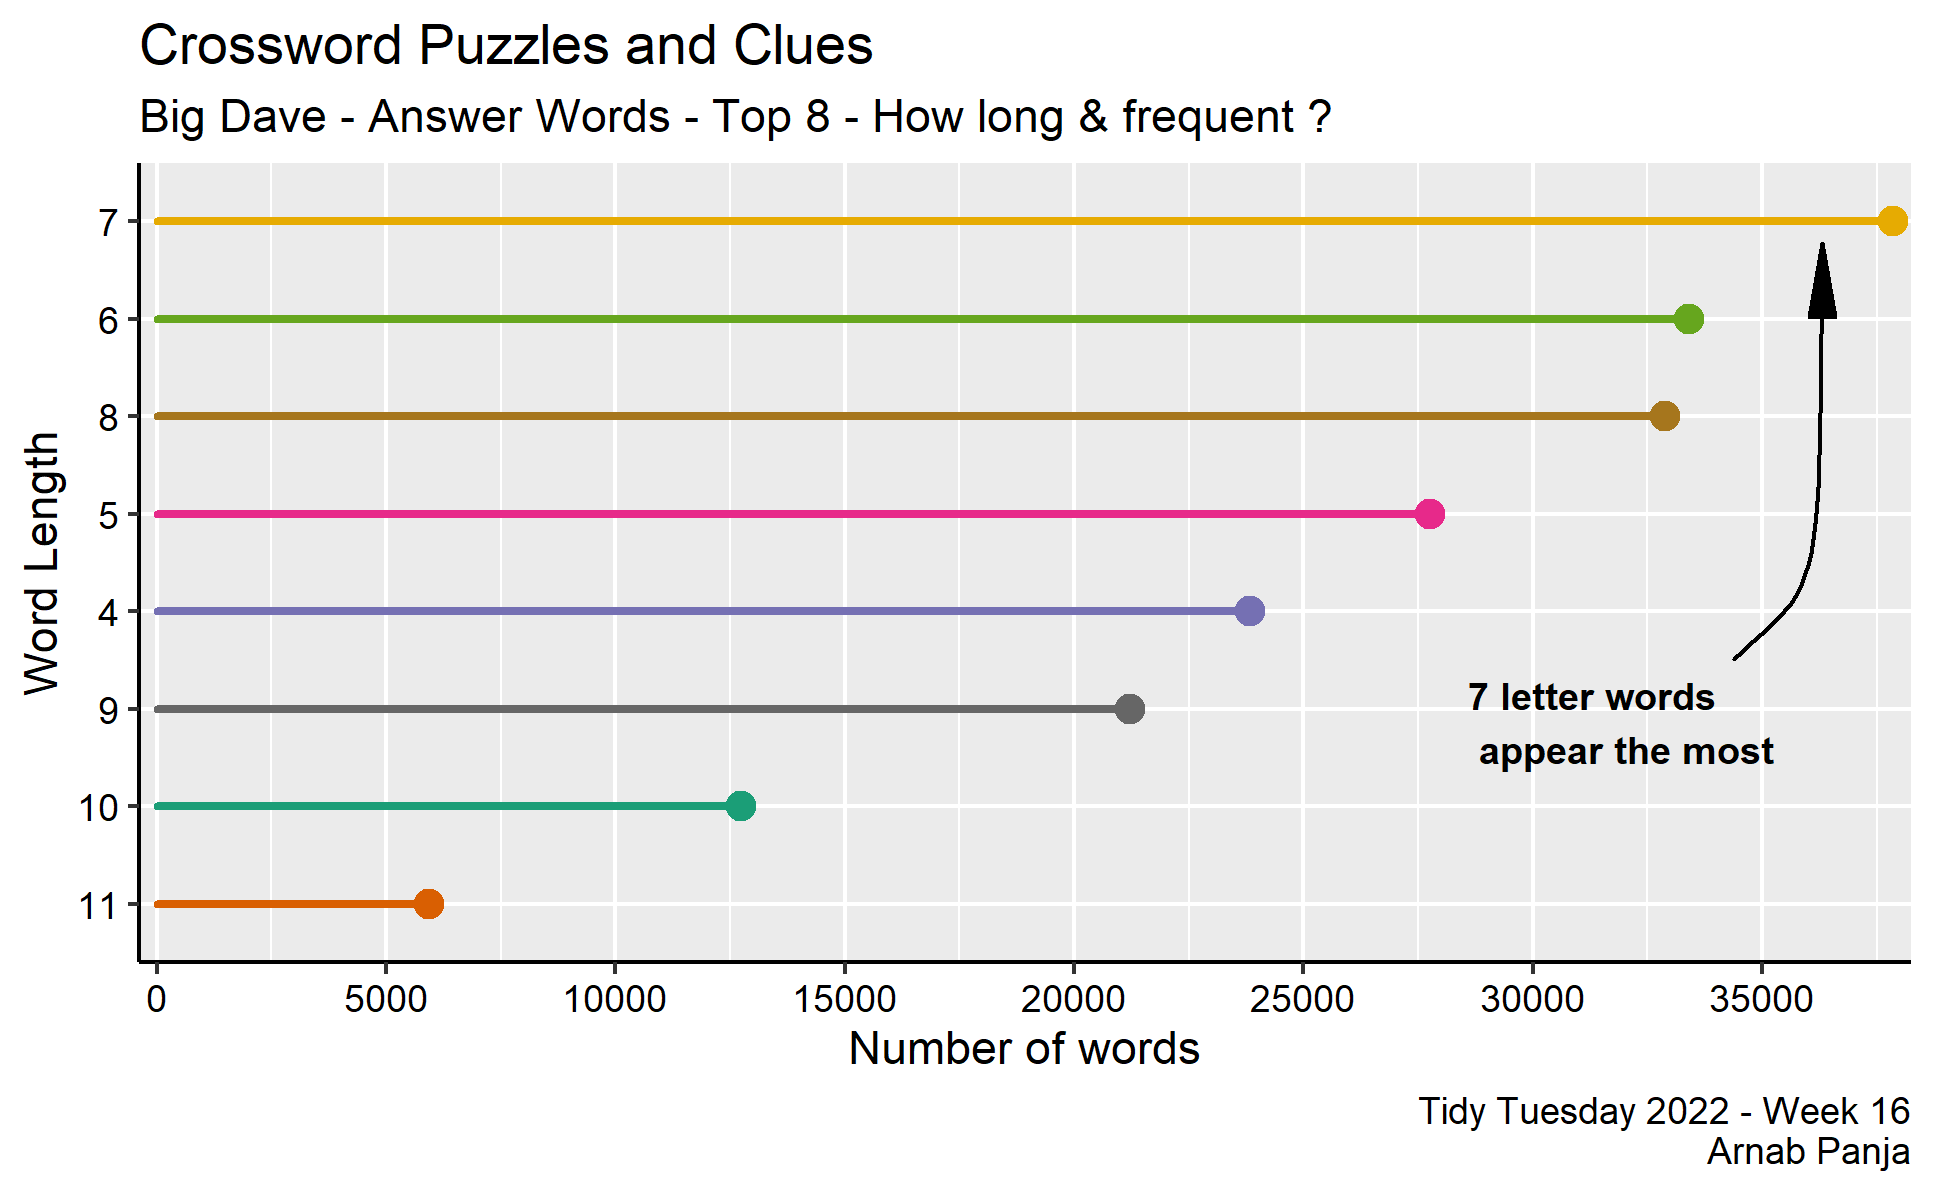 Crossword Puzzles and Clues
Big Dave - Answer Words - Top 8 - How long & frequent ?
Word Length
7
6
8
5
4
9
10
11
7 letter words
appear the most
0 5000 10000 15000 20000 25000 30000 35000
Number of words
Tidy Tuesday 2022 - Week 16
Arnab Panja